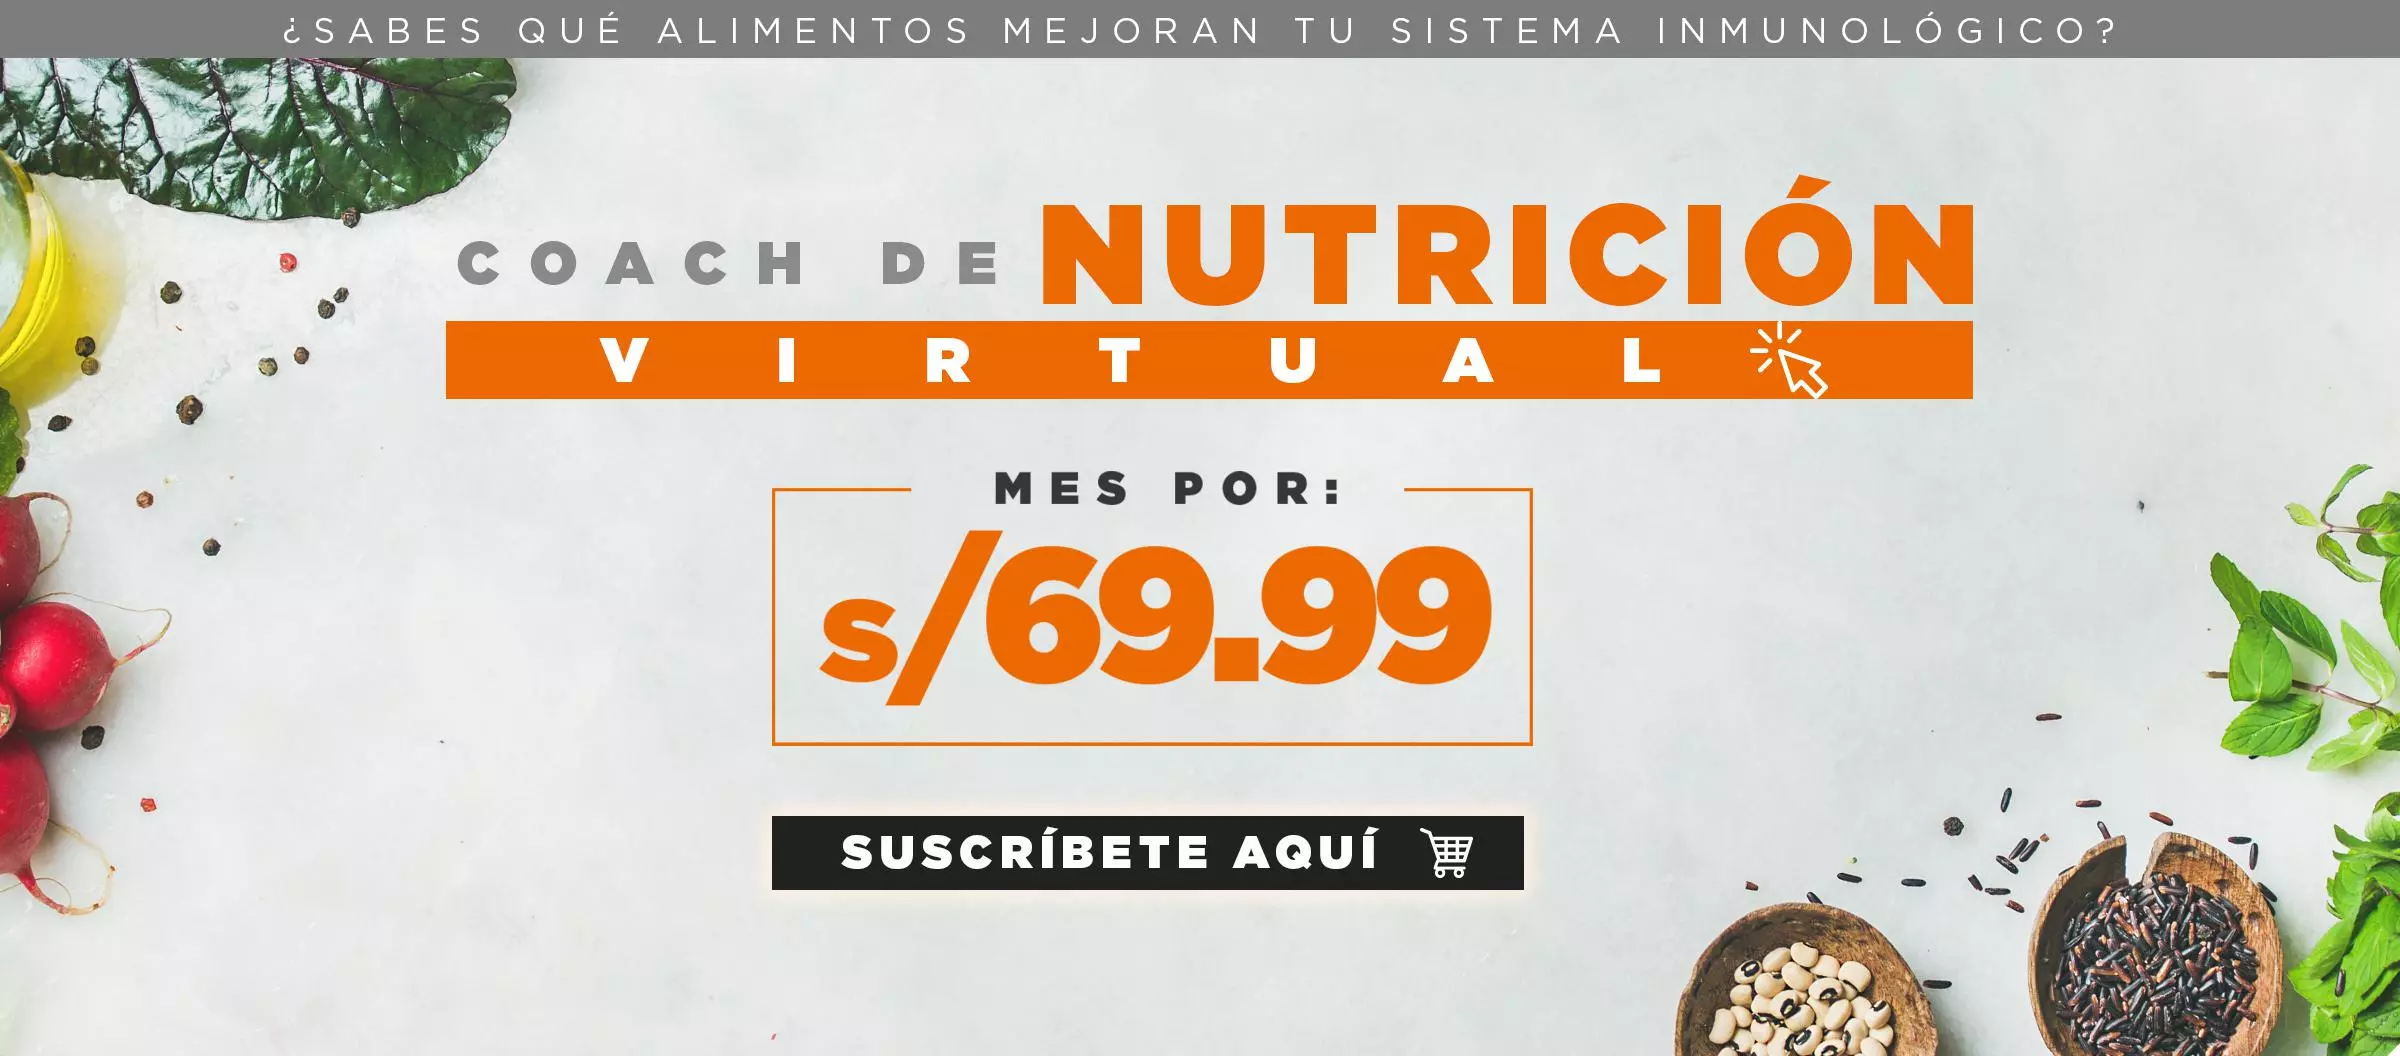 ¿SABES QUÉ ALIMENTOS MEJORAN TU SISTEMA INMUNOLÓGICO?
COACH DE NUTRICIÓN
VIRTUAL
MES POR:
S/69.99
SUSCRÍBETE AQUÍ